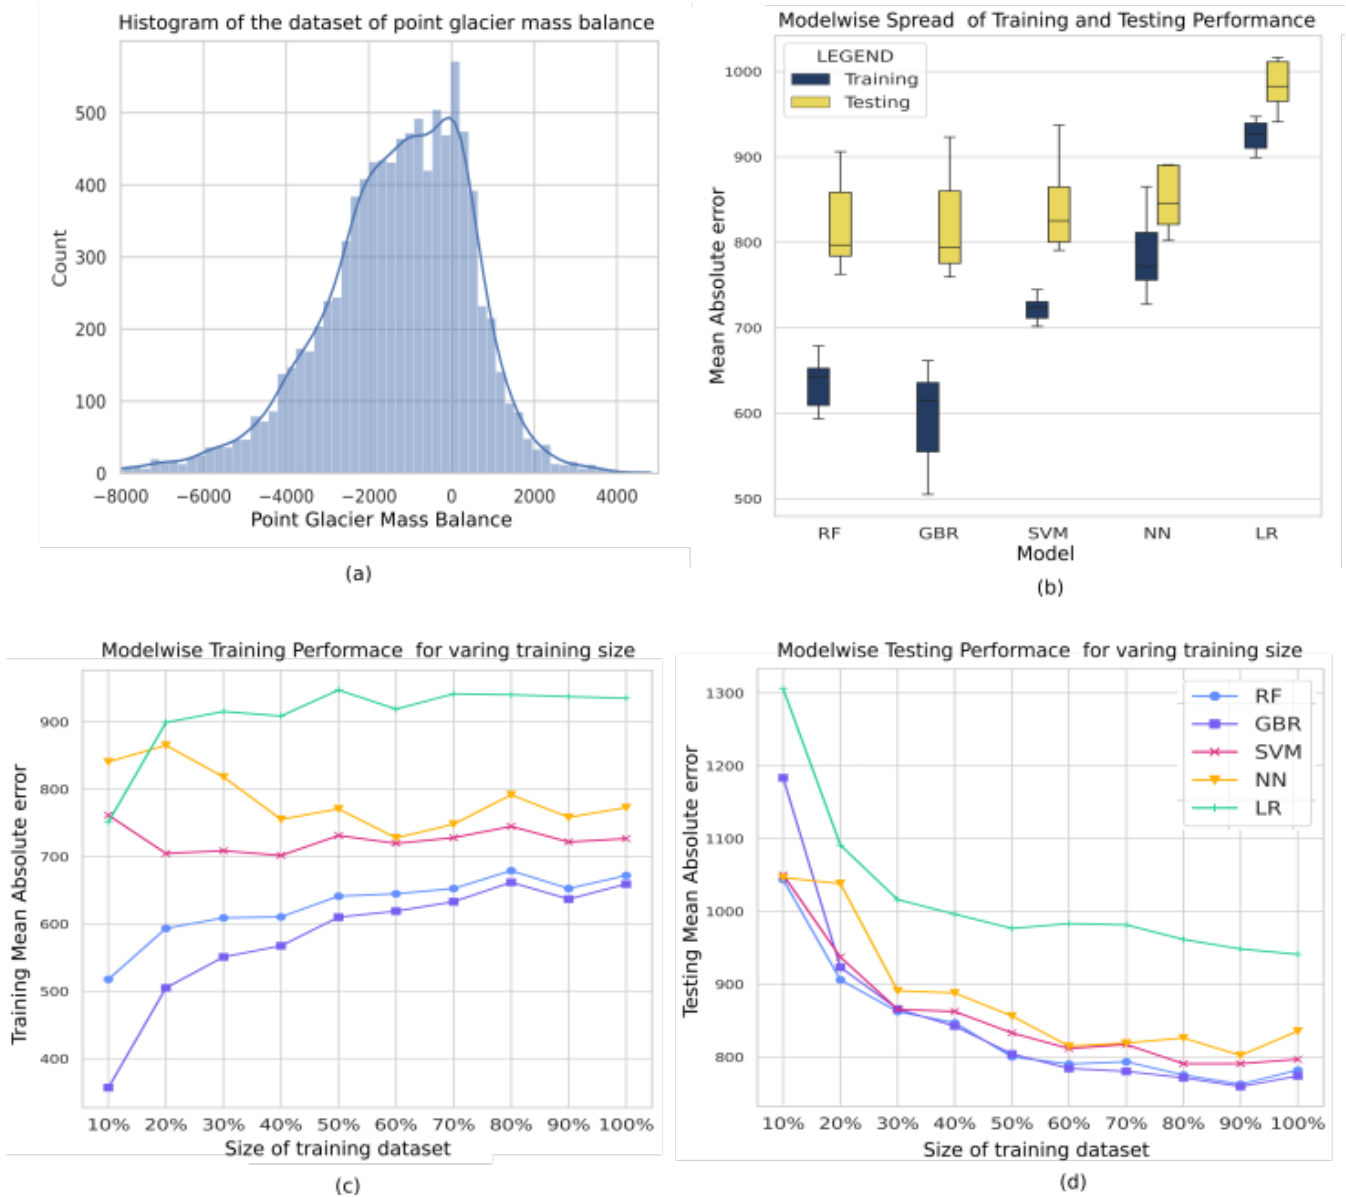 Histogram of the dataset of point glacier mass balance
500
400
300
200
100
0
Count
−8000 −6000 −4000 −2000 0 2000 4000
Point Glacier Mass Balance
(a)
Modelwise Spread of Training and Testing Performance
LEGEND
Training
Testing
1000
900
800
700
600
500
Mean Absolute error
RF GBR SVM NN LR
Model
(b)
Modelwise Training Performace for varing training size
900
800
700
600
500
400
Training Mean Absolute error
10% 20% 30% 40% 50% 60% 70% 80% 90% 100%
Size of training dataset
(c)
Modelwise Testing Performace for varing training size
RF
GBR
SVM
NN
LR
1300
1200
1100
1000
900
800
Testing Mean Absolute error
10% 20% 30% 40% 50% 60% 70% 80% 90% 100%
Size of training dataset
(d)